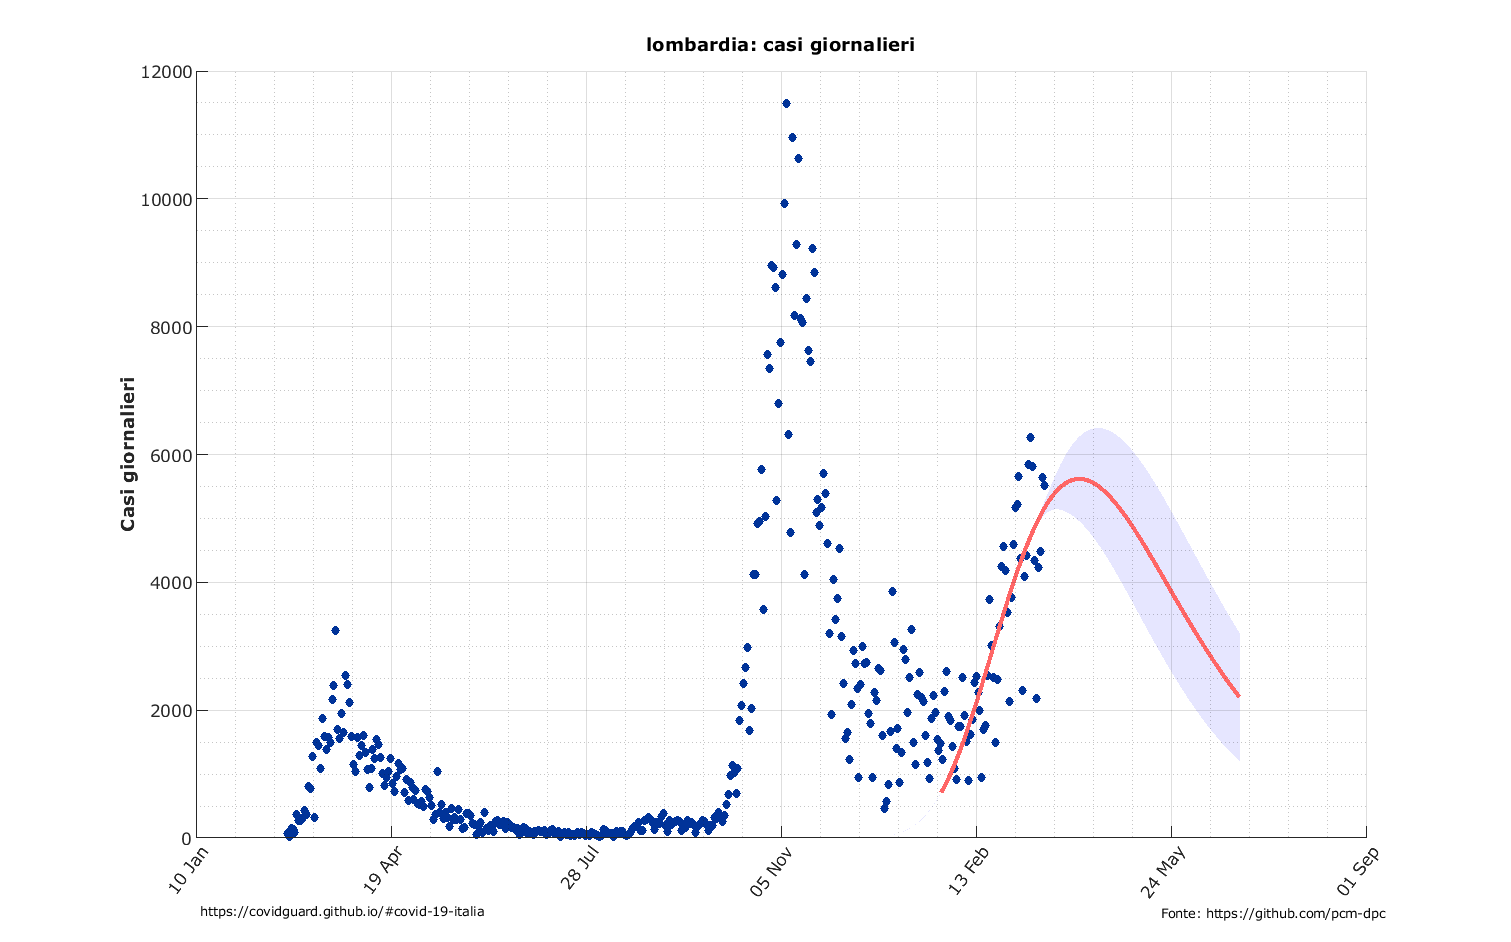 lombardia: casi giornalieri
12000
10000
8000
6000
4000
2000
0
Casi giornalieri
10 Jan
19 Apr
28 Jul
05 Nov
13 Feb
24 May
01 Sep
https://covidguard.github.io/#covid-19-italia
Fonte: https://github.com/pcm-dpc